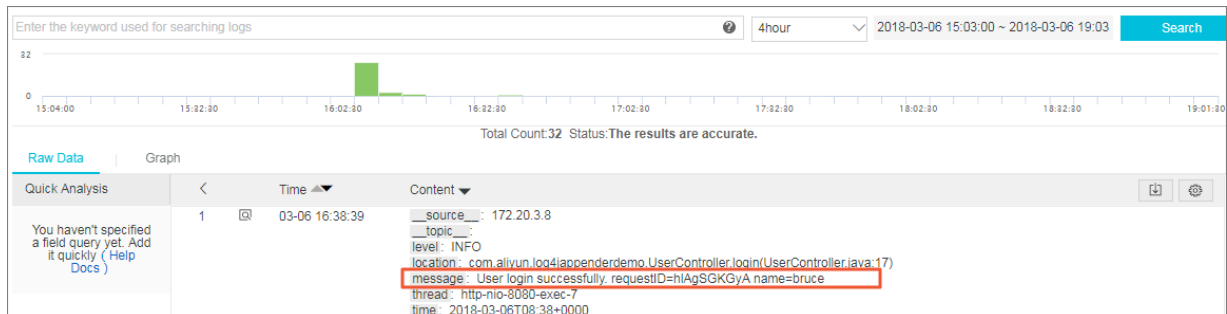 Enter the keyword used for searching logs 4hour 2018-03-06 15:03:00 ~ 2018-03-06 19:03 Search
32
0
15:04:00 15:32:30 16:02:30 16:32:30 17:02:30 17:32:30 18:02:30 18:32:30 19:01:30
Total Count:32 Status:The results are accurate.
Raw Data Graph
Quick Analysis < Time Content
1 03-06 16:38:39 __source__: 172.20.3.8
You haven't specified
a field query yet. Add
it quickly ( Help
Docs )
__topic__:
level: INFO
location: com.aliyun.log4jappenderdemo.UserController.login(UserController.java:17)
message: User login successfully. requestID=hlAgSGKGyA name=bruce
thread: http-nio-8080-exec-7
time: 2018-03-06T08:38+0000